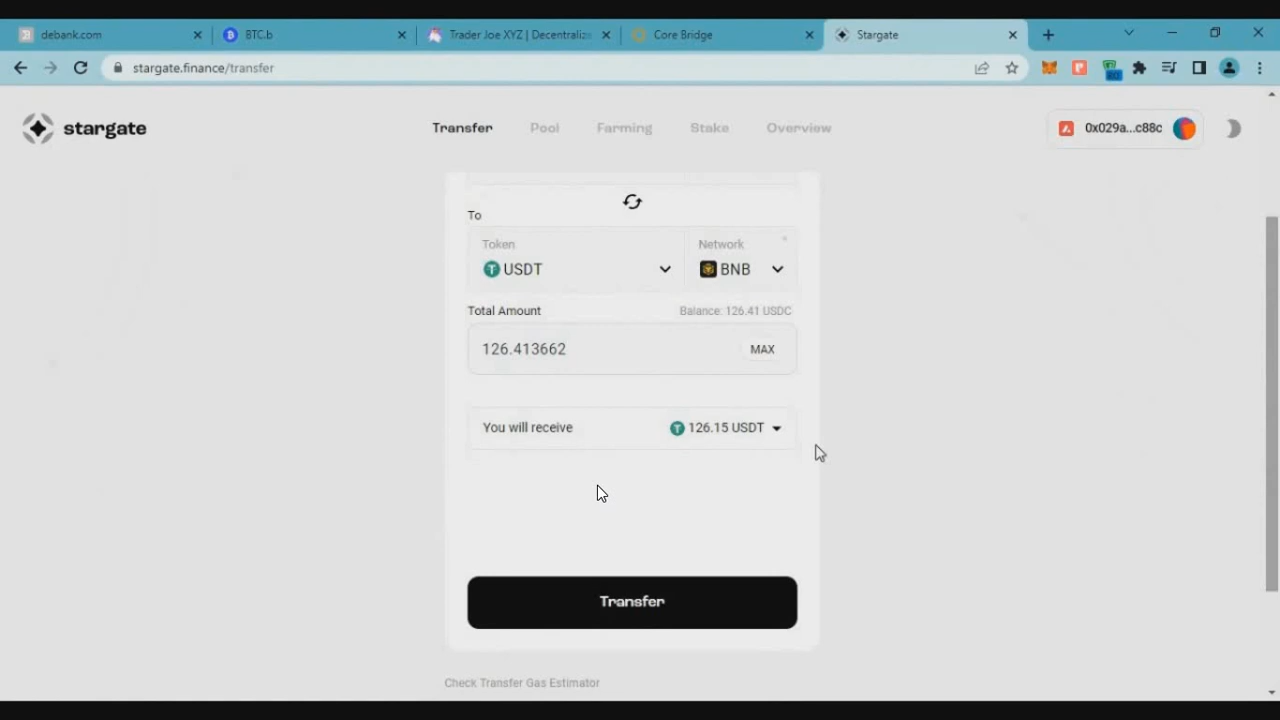 debank.com
BTC.b
Trader Joe XYZ | Decentraliz
Core Bridge
Stargate
stargate.finance/transfer
stargate
Transfer
Pool
Farming
Stake
Overview
0x029a...c88c
To
Token
Network
USDT
BNB
Total Amount
Balance: 126.41 USDC
126.413662
MAX
You will receive
126.15 USDT
Transfer
Check Transfer Gas Estimator